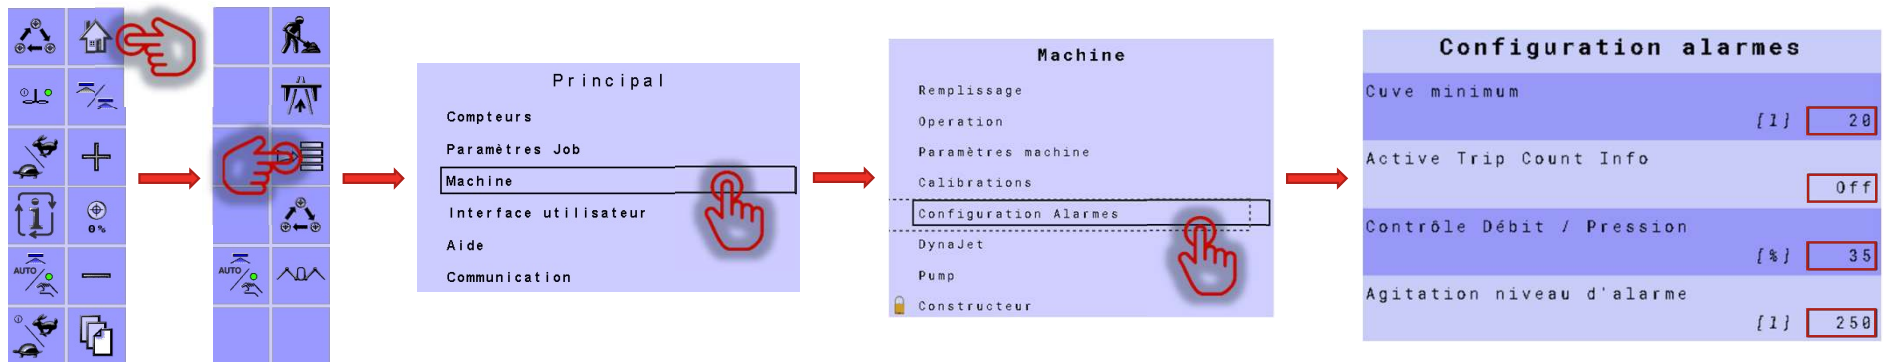 0 %
AUTO
AUTO
Principal
Compteurs
Paramètres Job
Machine
Interface utilisateur
Aide
Communication
Machine
Remplissage
Operation
Paramètres machine
Calibrations
Configuration Alarmes
DynaJet
Pump
Constructeur
Configuration alarmes
Cuve minimum
[l] 20
Active Trip Count Info
Off
Contrôle Débit / Pression
[%] 35
Agitation niveau d'alarme
[l] 250